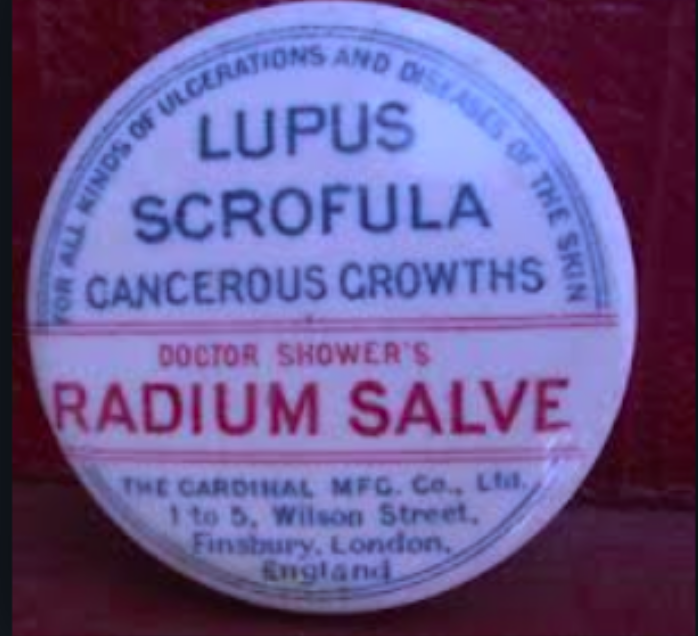 FOR ALL KINDS OF ULCERATIONS AND DISEASES OF THE SKIN
LUPUS
SCROFULA
CANCEROUS GROWTHS
DOCTOR SHOWER'S
RADIUM SALVE
THE CARDINAL MFG. Co., Ltd.
1 to 5, Wilson Street,
Finsbury, London,
England